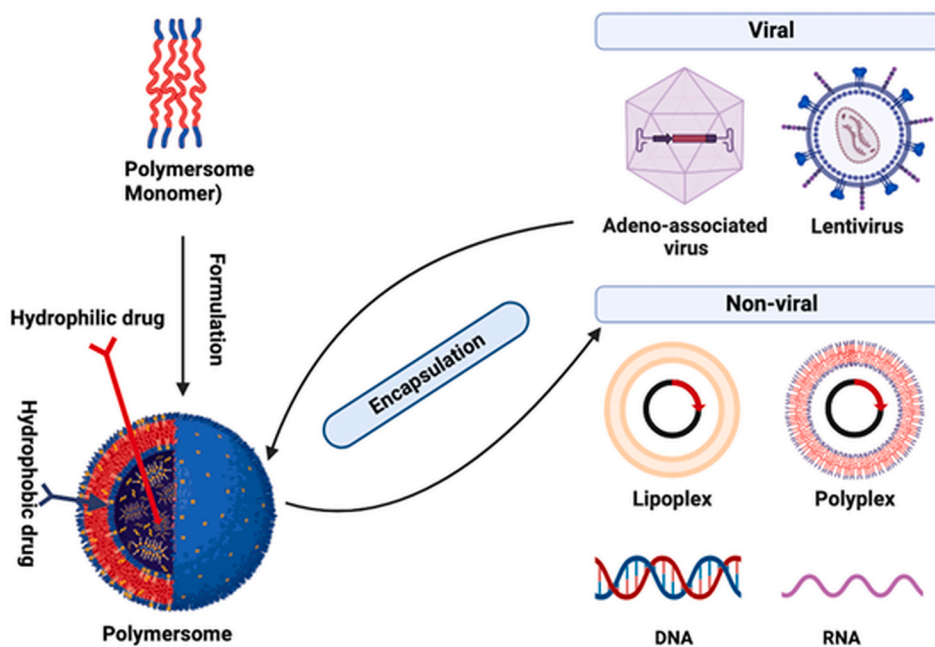 Polymersome
Monomer)
Formulation
Hydrophilic drug
Hydrophobic drug
Polymersome
Encapsulation
Viral
Adeno-associated
virus
Lentivirus
Non-viral
Lipoplex
Polyplex
DNA
RNA